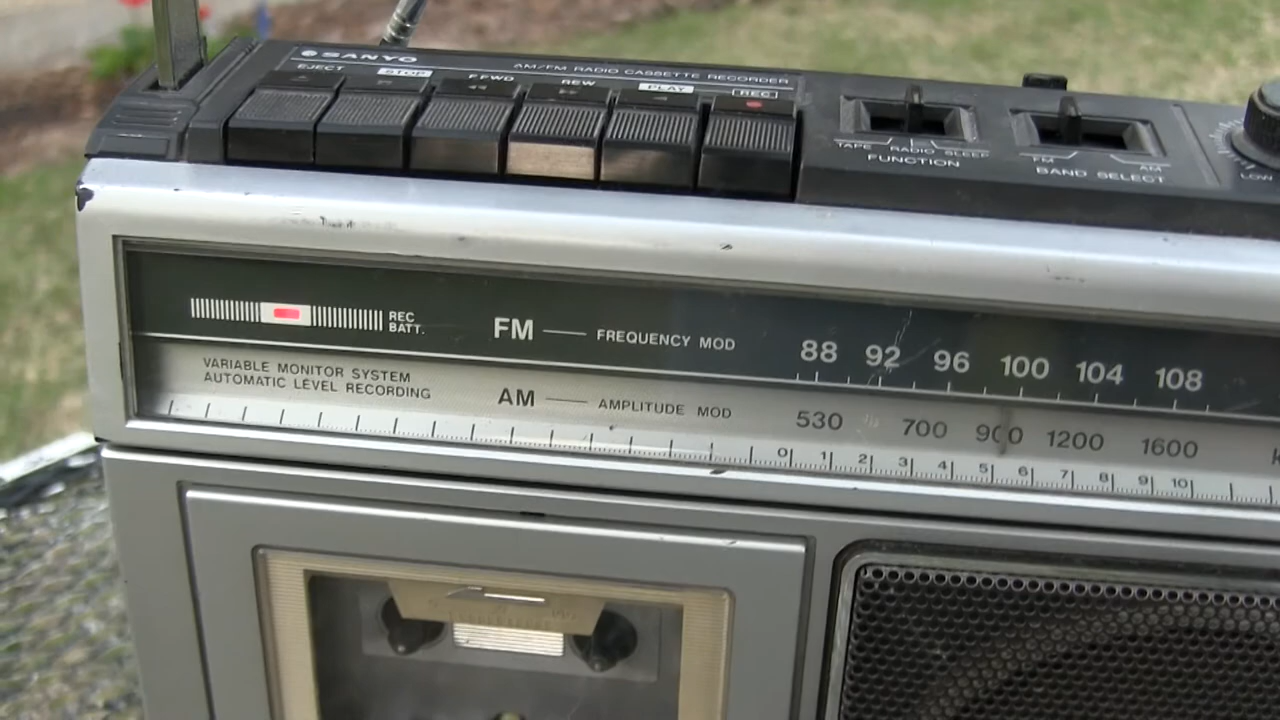 SANYO AM/FM RADIO CASSETTE RECORDER
EJECT STOP F.FWD REW PLAY REC
TAPE RADIO SLEEP
FUNCTION
FM AM
BAND SELECT
LOW
REC
BATT.
FM FREQUENCY MOD 88 92 96 100 104 108
VARIABLE MONITOR SYSTEM
AUTOMATIC LEVEL RECORDING
AM AMPLITUDE MOD 530 700 900 1200 1600
0 1 2 3 4 5 6 7 8 9 10